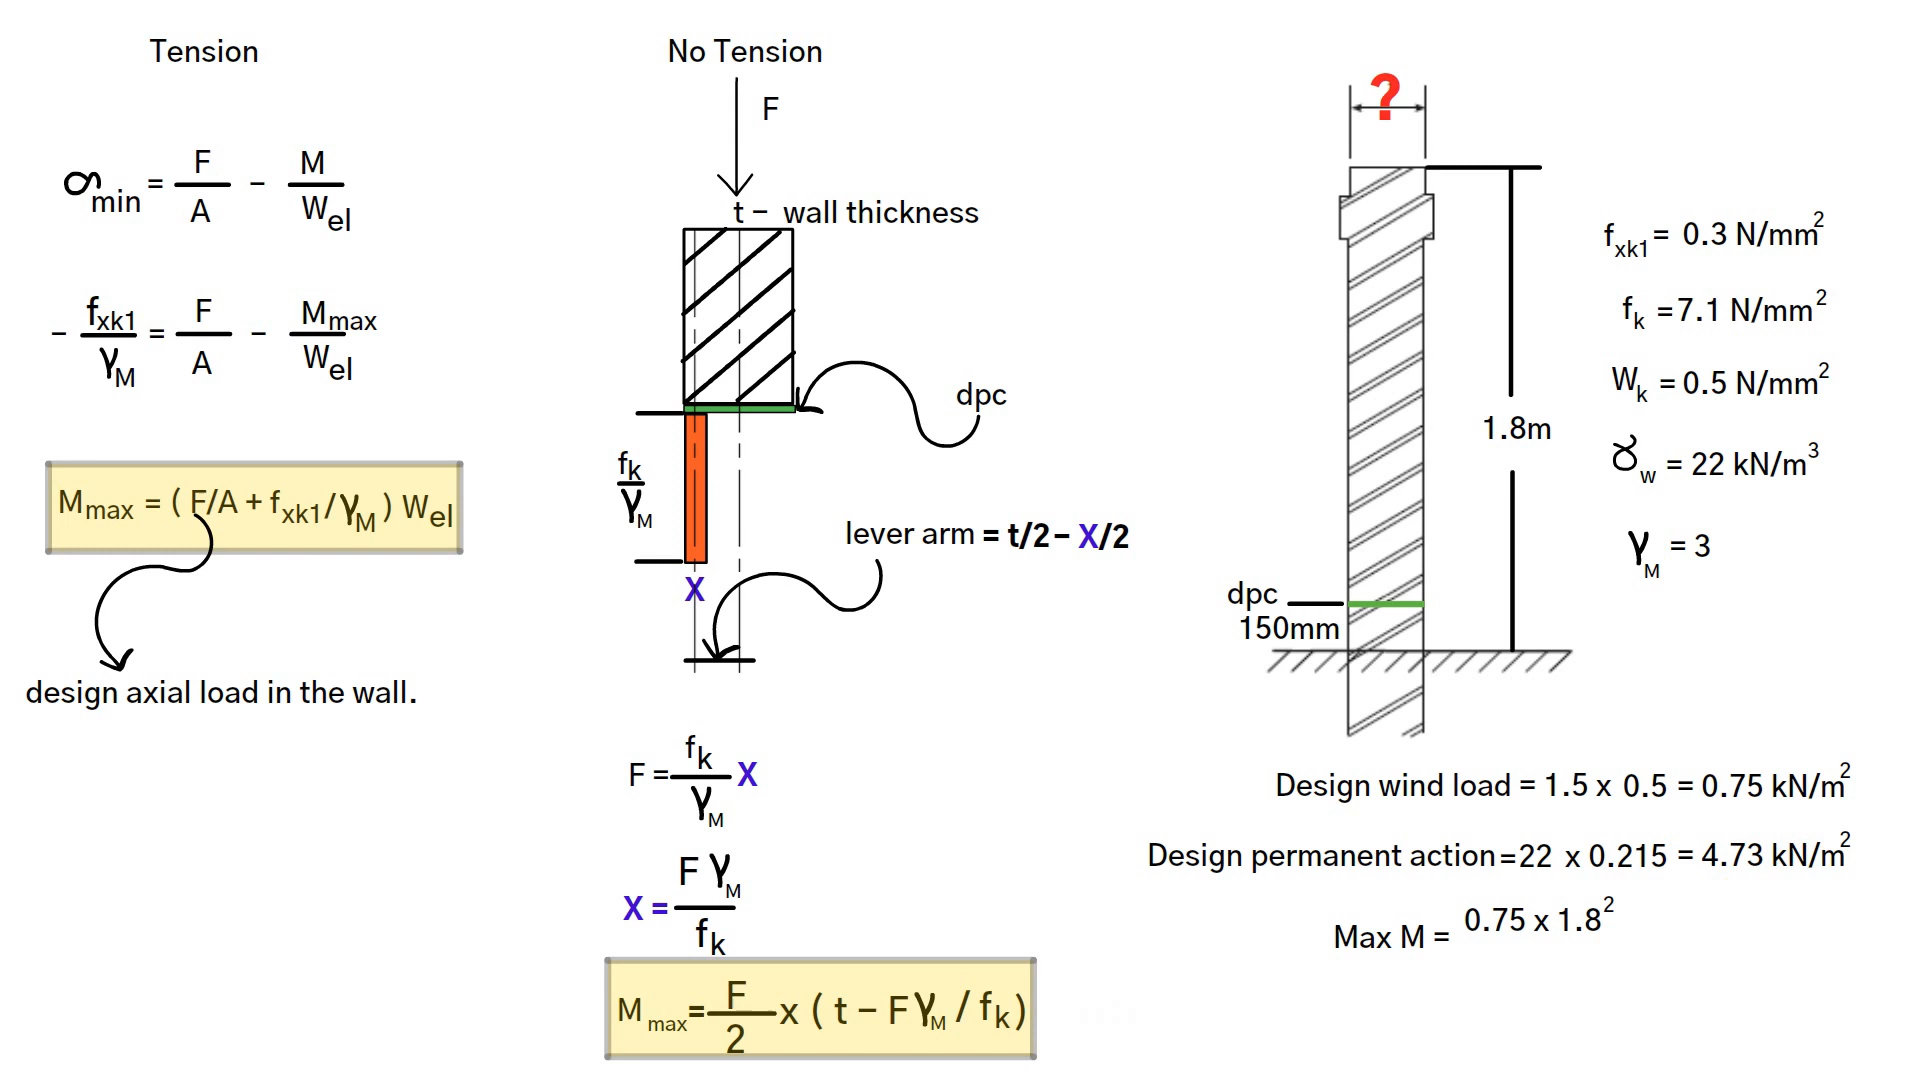 Tension
σmin = F/A - M/Wel
- fxk1/γM = F/A - Mmax/Wel
Mmax = ( F/A + fxk1/γM ) Wel
design axial load in the wall.
No Tension
F
t - wall thickness
dpc
fk/γM
lever arm = t/2 - X/2
X
F = fk/γM X
X = F γM/fk
M max = F/2 x ( t - F γM / fk )
?
fxk1 = 0.3 N/mm²
fk = 7.1 N/mm²
Wk = 0.5 N/mm²
1.8m
γw = 22 kN/m³
γM = 3
dpc
150mm
Design wind load = 1.5 x 0.5 = 0.75 kN/m²
Design permanent action = 22 x 0.215 = 4.73 kN/m²
Max M = 0.75 x 1.8²